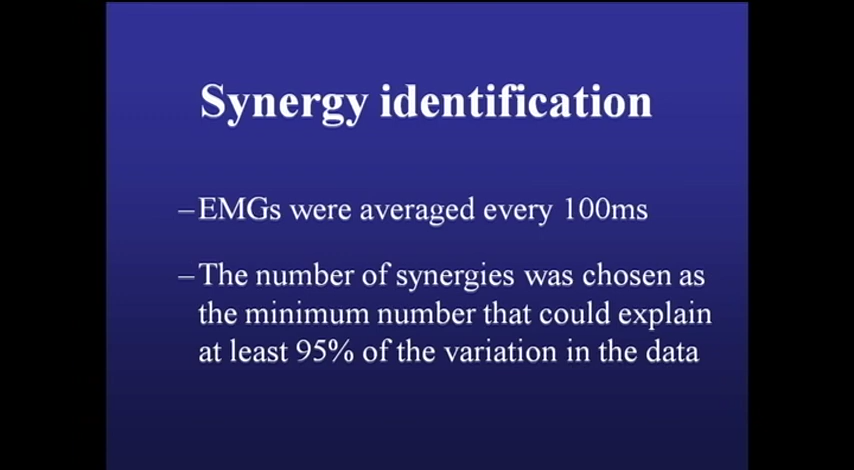 Synergy identification
–EMGs were averaged every 100ms
–The number of synergies was chosen as
the minimum number that could explain
at least 95% of the variation in the data